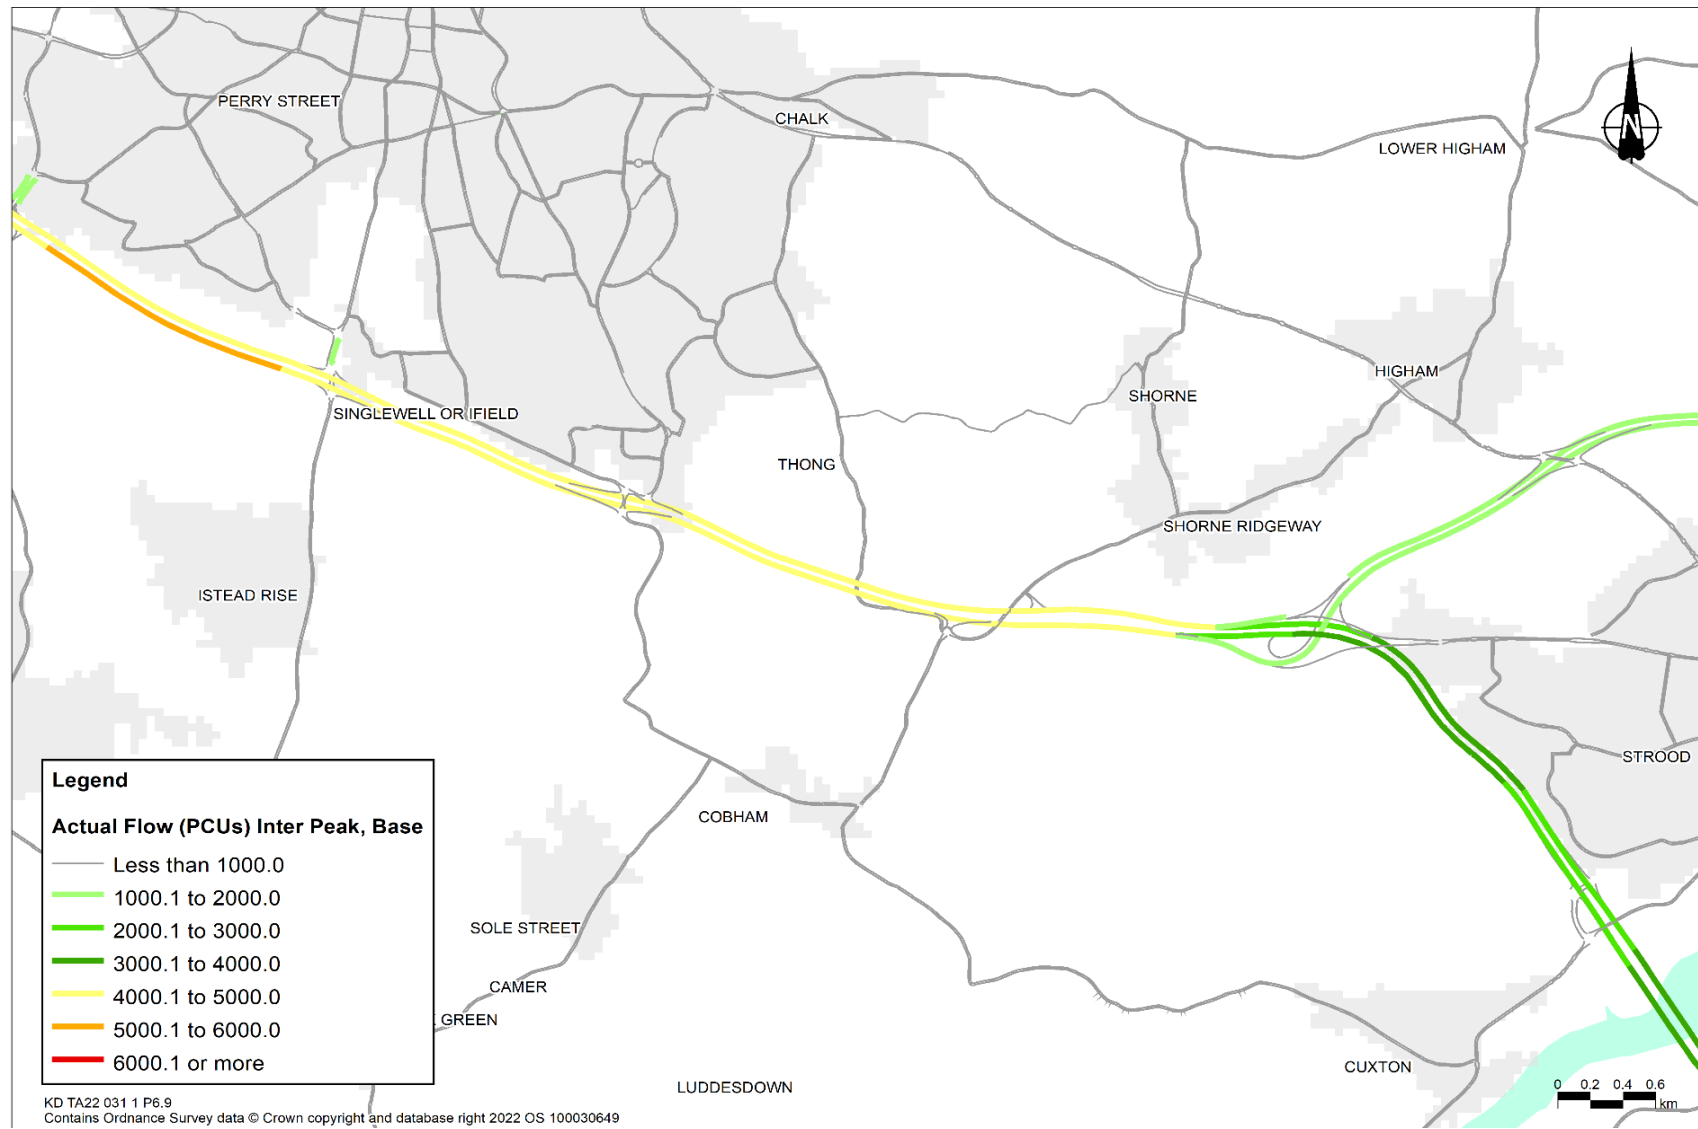 PERRY STREET
CHALK
LOWER HIGHAM
N
HIGHAM
SHORNE
SINGLEWELL OR IFIELD
THONG
SHORNE RIDGEWAY
ISTEAD RISE
STROOD
COBHAM
SOLE STREET
CAMER
GREEN
CUXTON
LUDDESDOWN
Legend
Actual Flow (PCUs) Inter Peak, Base
Less than 1000.0
1000.1 to 2000.0
2000.1 to 3000.0
3000.1 to 4000.0
4000.1 to 5000.0
5000.1 to 6000.0
6000.1 or more
0 0.2 0.4 0.6
km
KD TA22 031 1 P6.9
Contains Ordnance Survey data © Crown copyright and database right 2022 OS 100030649